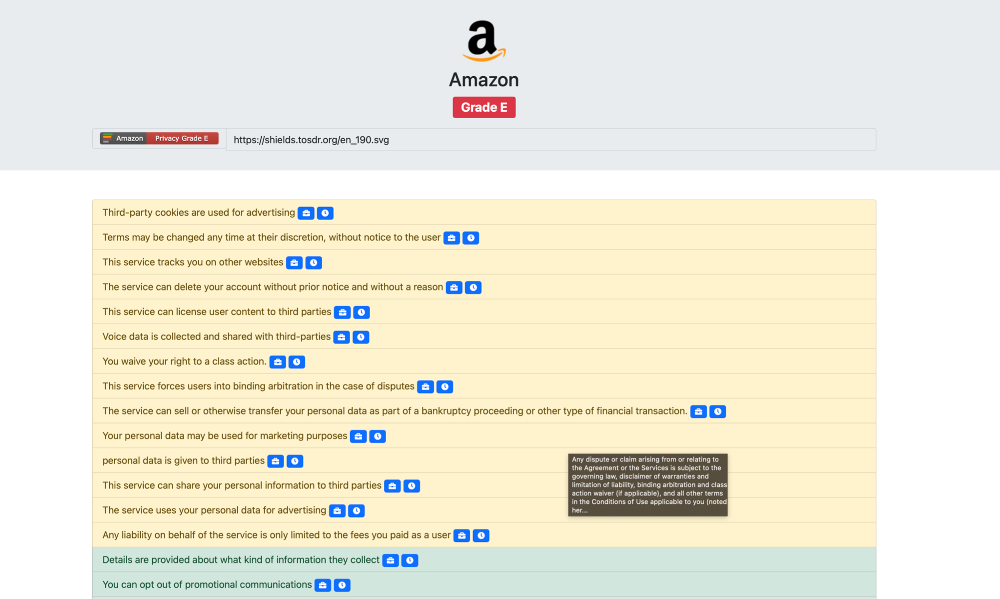 a
Amazon
Grade E
Amazon Privacy Grade E https://shields.tosdr.org/en_190.svg
Third-party cookies are used for advertising
Terms may be changed any time at their discretion, without notice to the user
This service tracks you on other websites
The service can delete your account without prior notice and without a reason
This service can license user content to third parties
Voice data is collected and shared with third-parties
You waive your right to a class action.
This service forces users into binding arbitration in the case of disputes
The service can sell or otherwise transfer your personal data as part of a bankruptcy proceeding or other type of financial transaction.
Your personal data may be used for marketing purposes
personal data is given to third parties
This service can share your personal information to third parties
The service uses your personal data for advertising
Any liability on behalf of the service is only limited to the fees you paid as a user
Details are provided about what kind of information they collect
You can opt out of promotional communications
Any dispute or claim arising from or relating to
the Agreement or the Services is subject to the
governing law, disclaimer of warranties and
limitation of liability, binding arbitration and class
action waiver (if applicable), and all other terms
in the Conditions of Use applicable to you (noted
her...